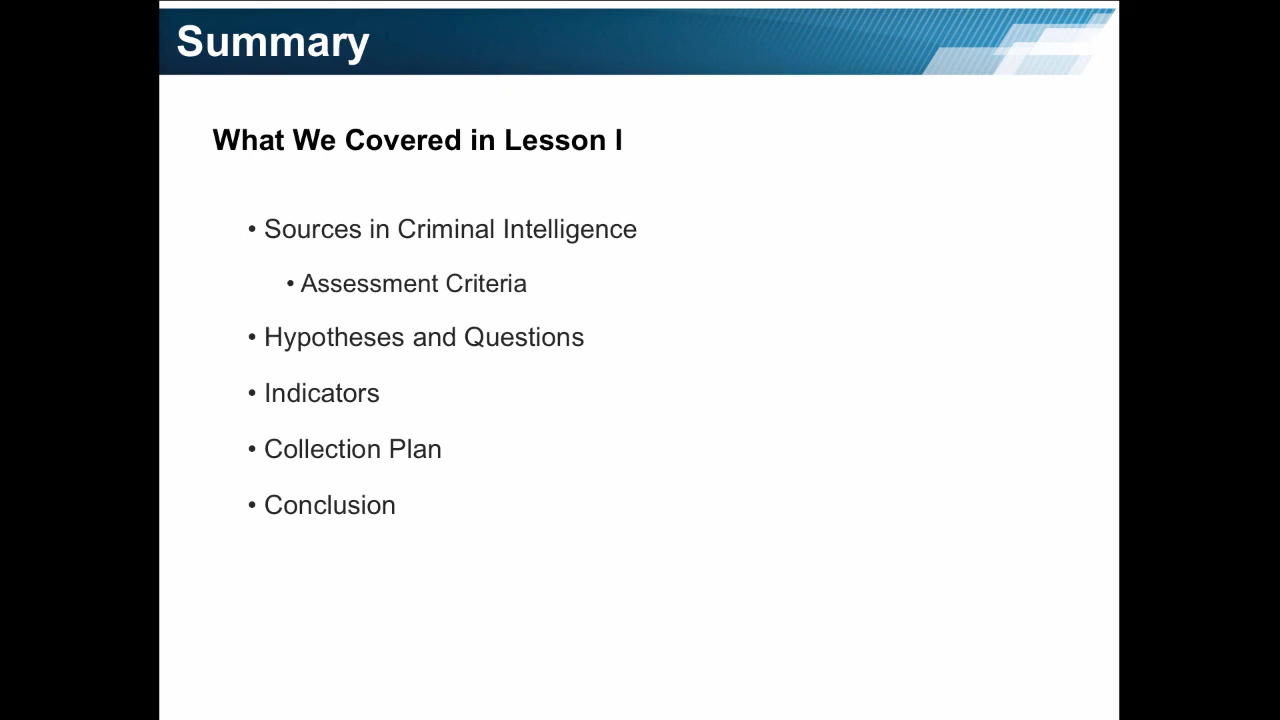 Summary
What We Covered in Lesson I
• Sources in Criminal Intelligence
• Assessment Criteria
• Hypotheses and Questions
• Indicators
• Collection Plan
• Conclusion